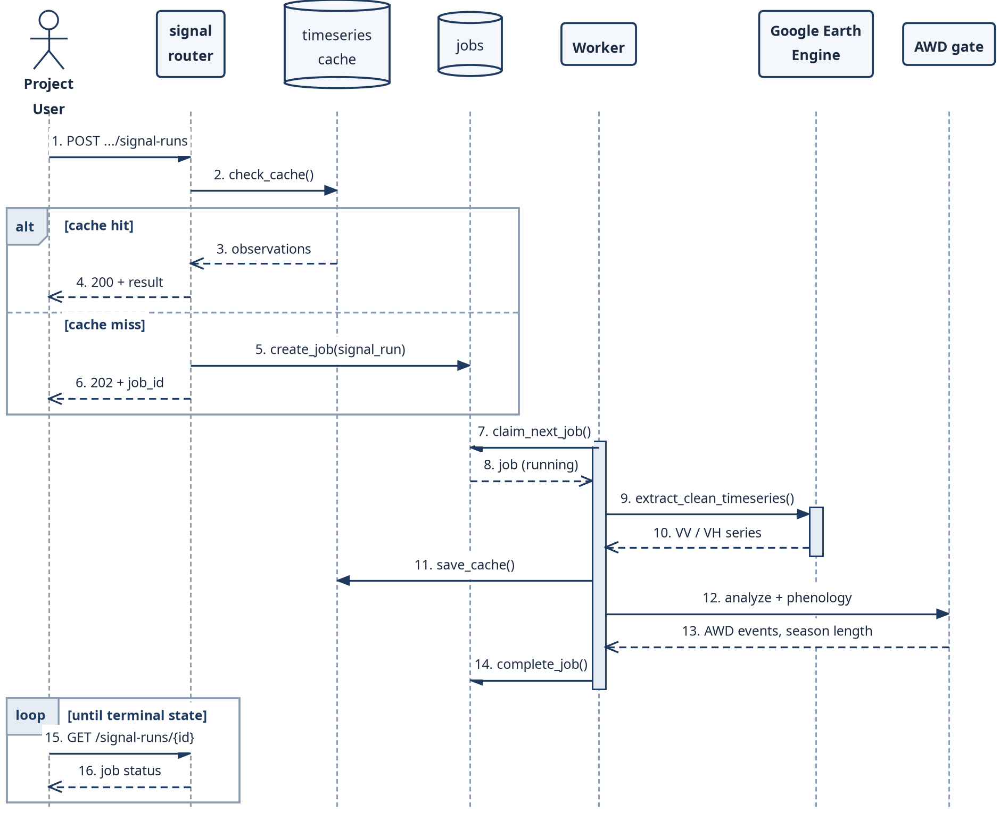 signal
router
timeseries
cache
jobs
Worker
Google Earth
Engine
AWD gate
Project
User
1. POST .../signal-runs
2. check_cache()
alt
[cache hit]
3. observations
4. 200 + result
[cache miss]
5. create_job(signal_run)
6. 202 + job_id
7. claim_next_job()
8. job (running)
9. extract_clean_timeseries()
10. VV / VH series
11. save_cache()
12. analyze + phenology
13. AWD events, season length
14. complete_job()
loop
[until terminal state]
15. GET /signal-runs/{id}
16. job status